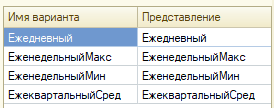 Имя варианта Представление
Ежедневный Ежедневный
ЕженедельныйМакс ЕженедельныйМакс
ЕженедельныйМин ЕженедельныйМин
ЕжеквартальныйСред ЕжеквартальныйСред